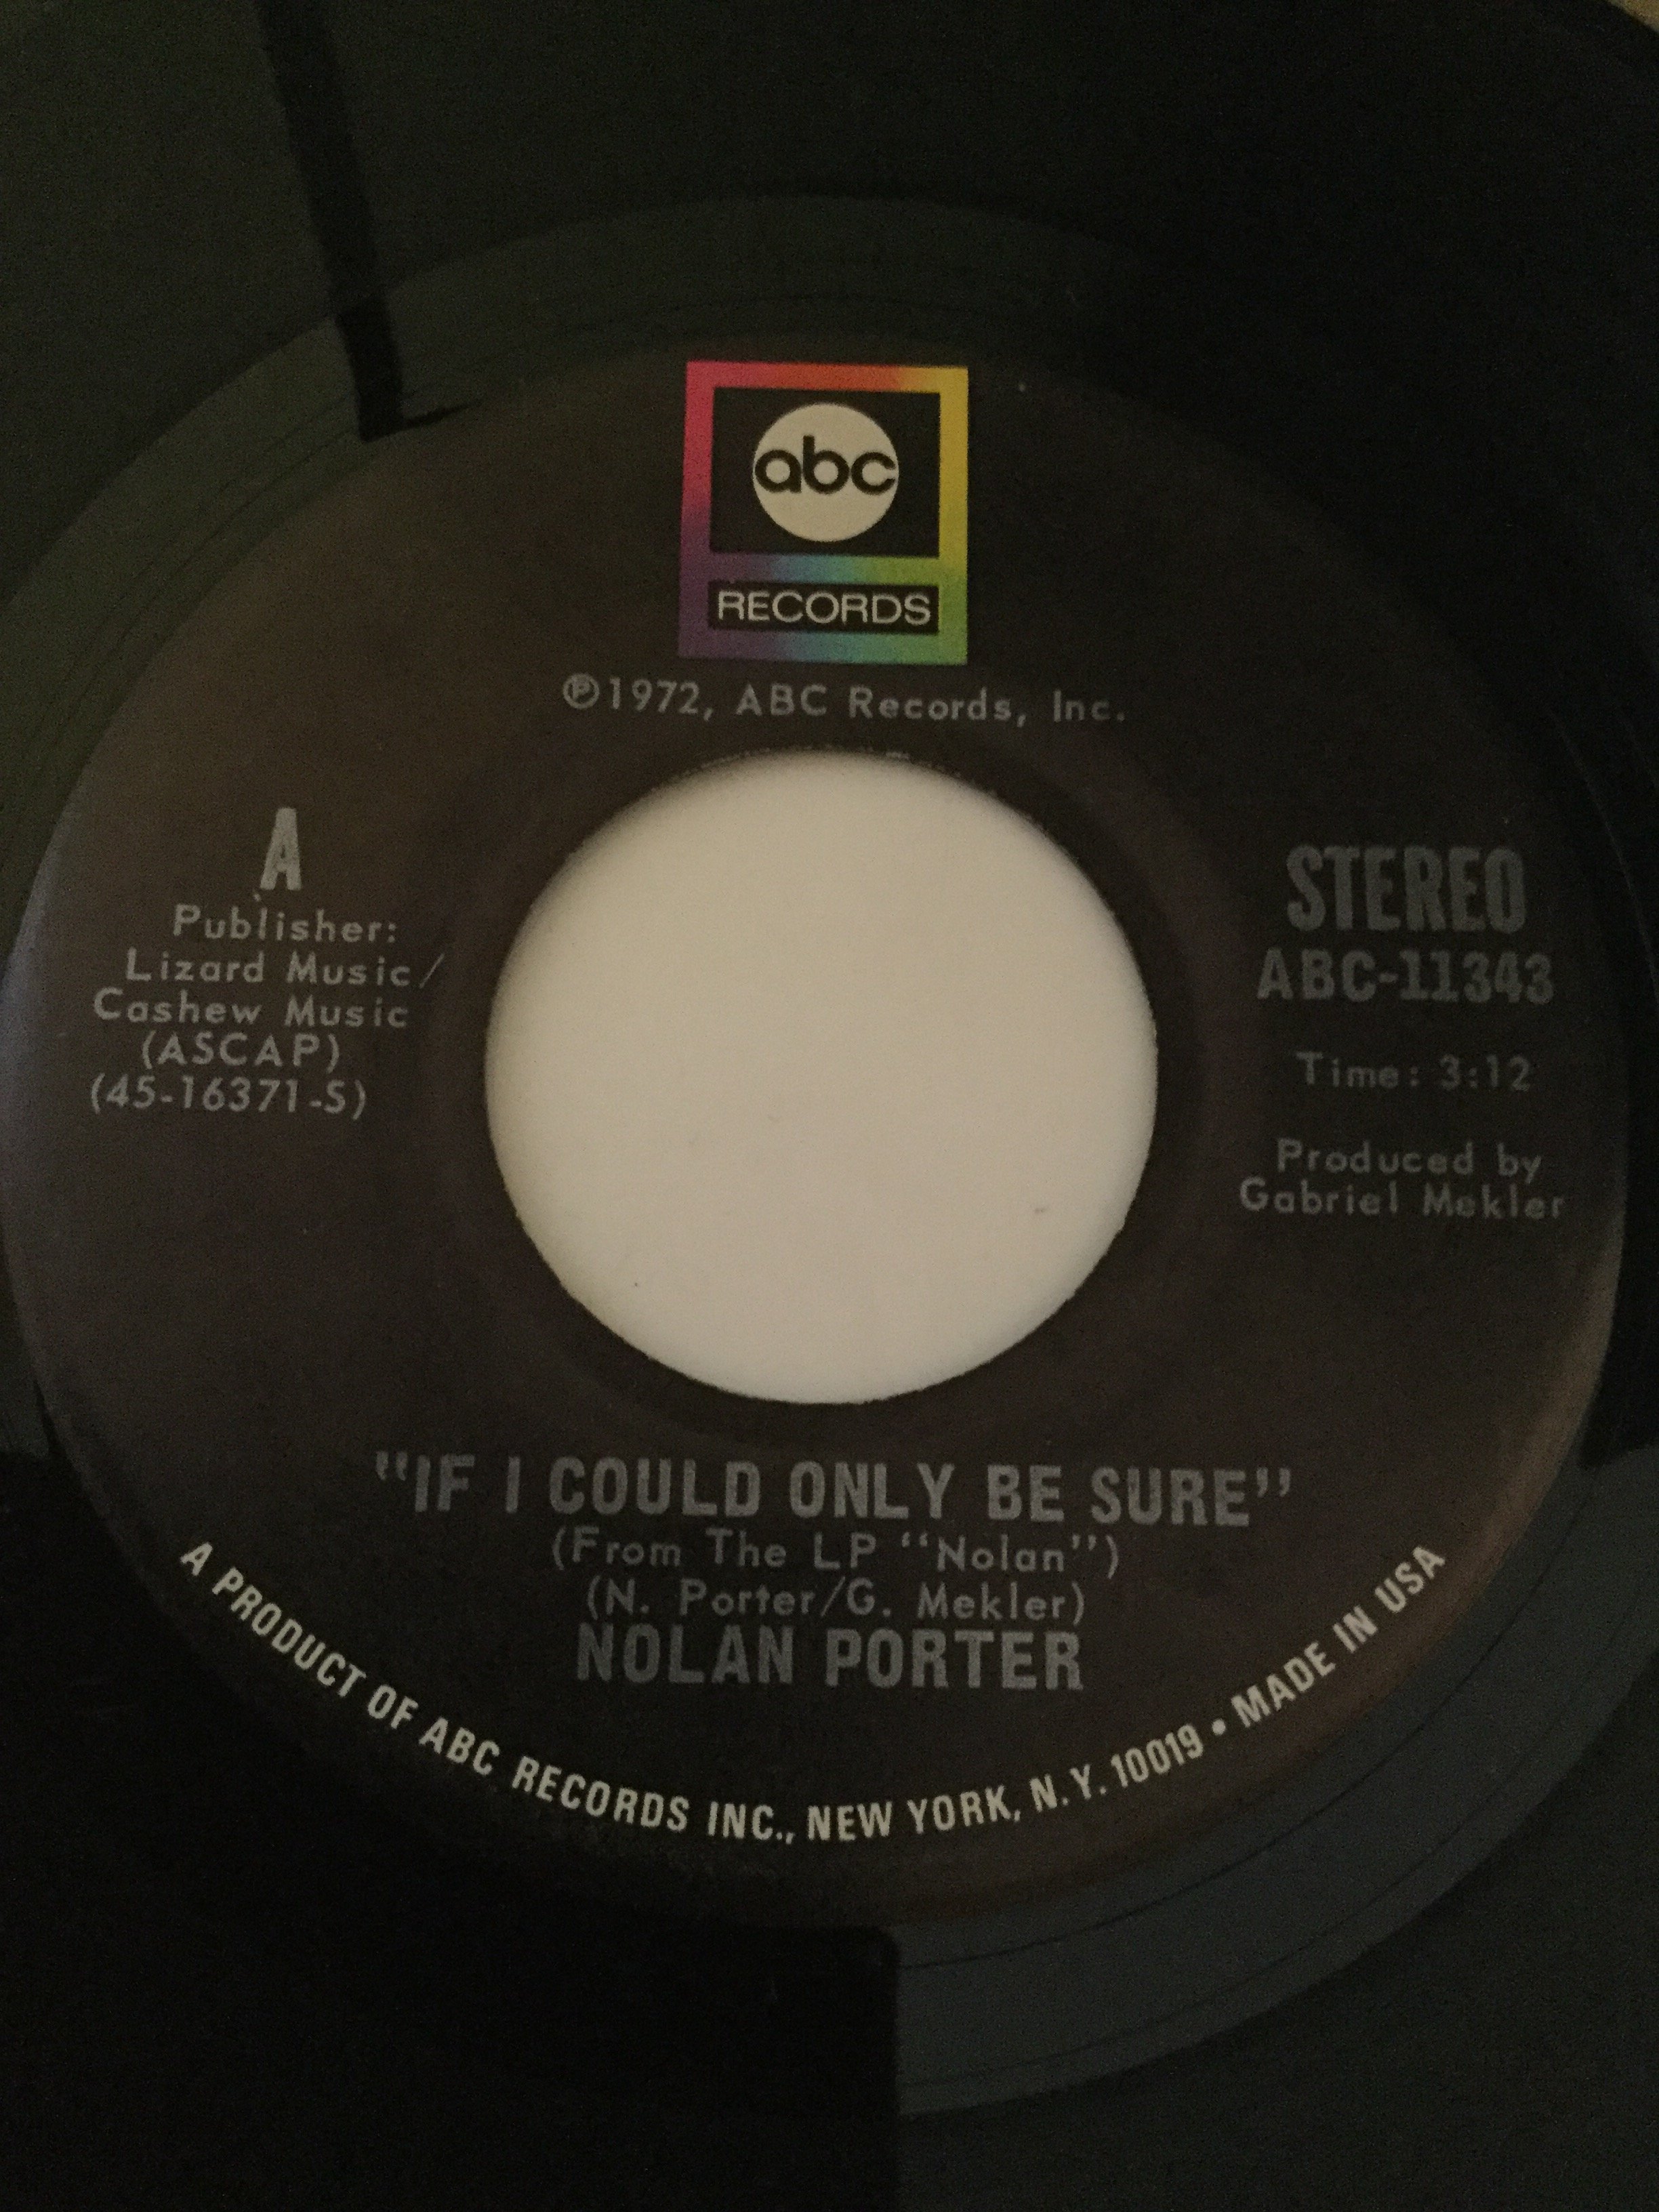 abc
RECORDS
℗1972, ABC Records, Inc.
A
Publisher:
Lizard Music/
Cashew Music
(ASCAP)
(45-16371-S)
STEREO
ABC-11343
Time: 3:12
Produced by
Gabriel Mekler
"IF I COULD ONLY BE SURE"
(From The LP "Nolan")
(N. Porter/G. Mekler)
NOLAN PORTER
A PRODUCT OF ABC RECORDS INC., NEW YORK, N.Y. 10019 • MADE IN USA